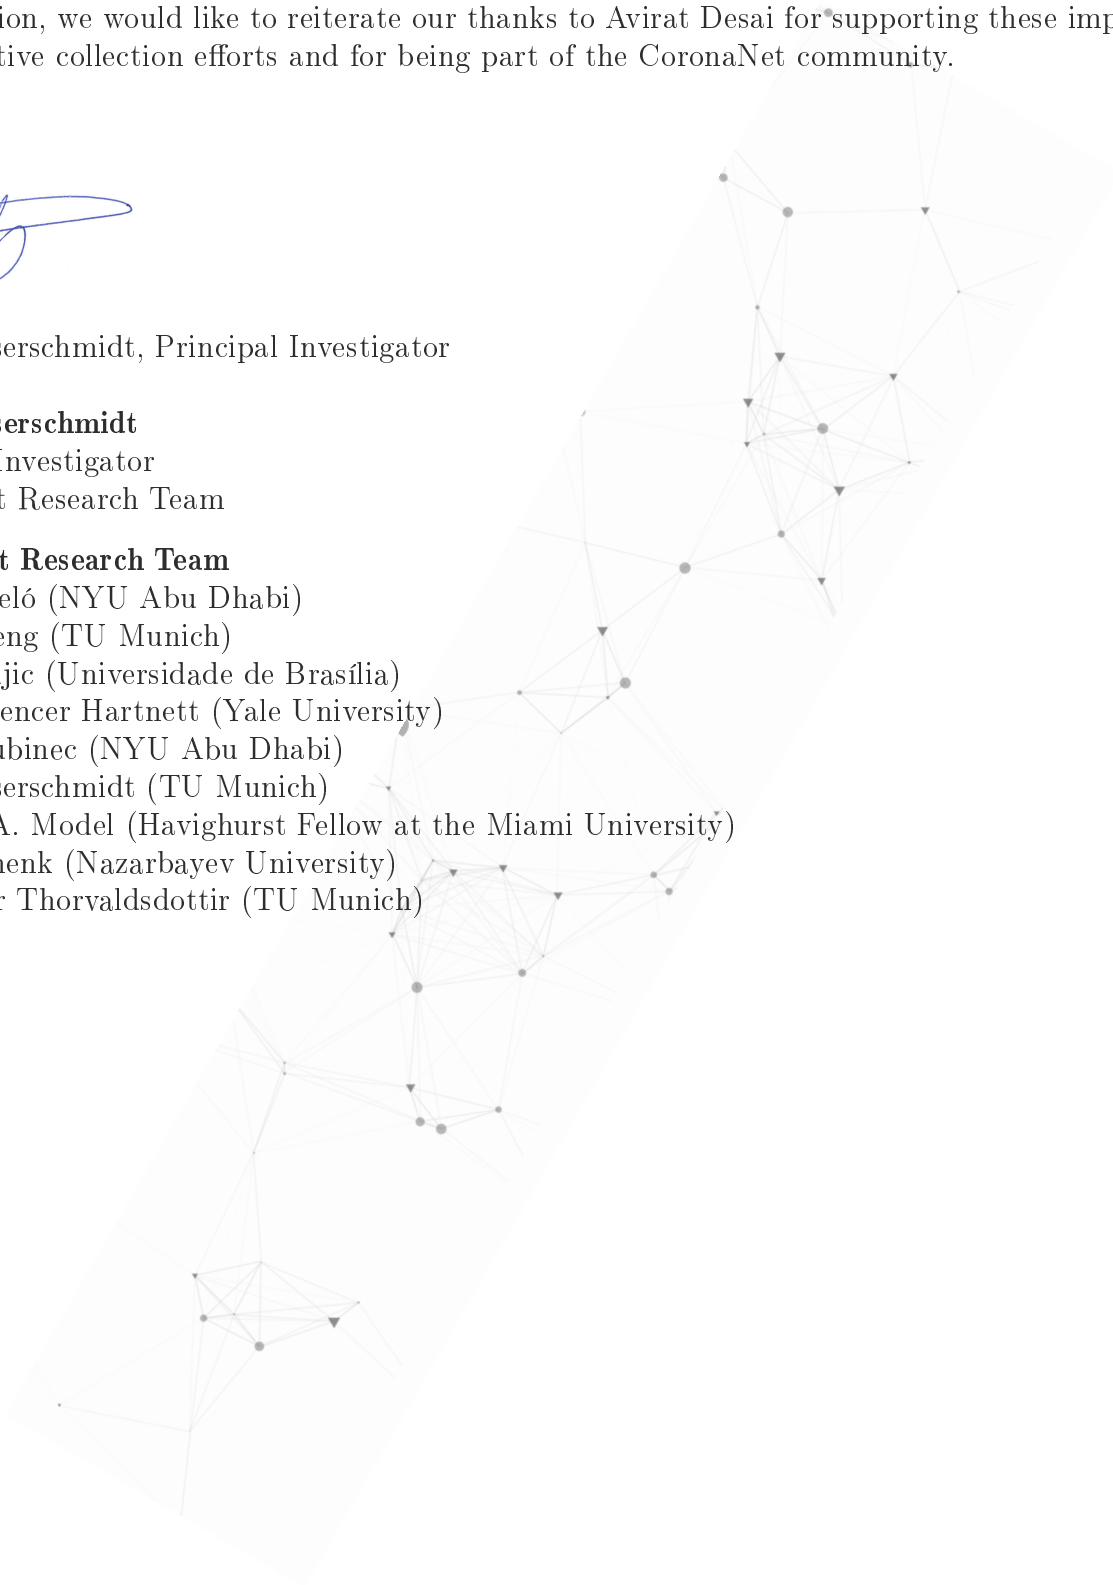 ion, we would like to reiterate our thanks to Avirat Desai for supporting these imp
tive collection efforts and for being part of the CoronaNet community.
serschmidt, Principal Investigator
serschmidt
Investigator
t Research Team
t Research Team
eló (NYU Abu Dhabi)
eng (TU Munich)
jic (Universidade de Brasília)
encer Hartnett (Yale University)
ubinec (NYU Abu Dhabi)
serschmidt (TU Munich)
A. Model (Havighurst Fellow at the Miami University)
henk (Nazarbayev University)
r Thorvaldsdottir (TU Munich)